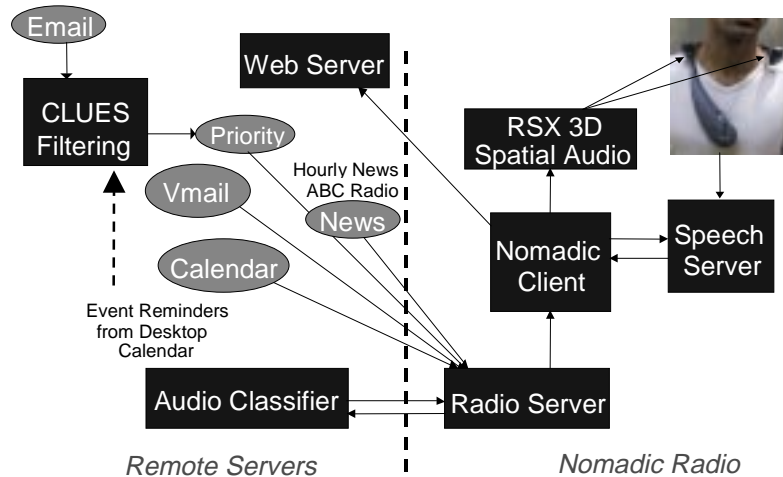 Email
Web Server
CLUES
Filtering
Priority
RSX 3D
Spatial Audio
Hourly News
ABC Radio
Vmail
News
Calendar
Nomadic
Client
Speech
Server
Event Reminders
from Desktop
Calendar
Audio Classifier
Radio Server
Remote Servers
Nomadic Radio